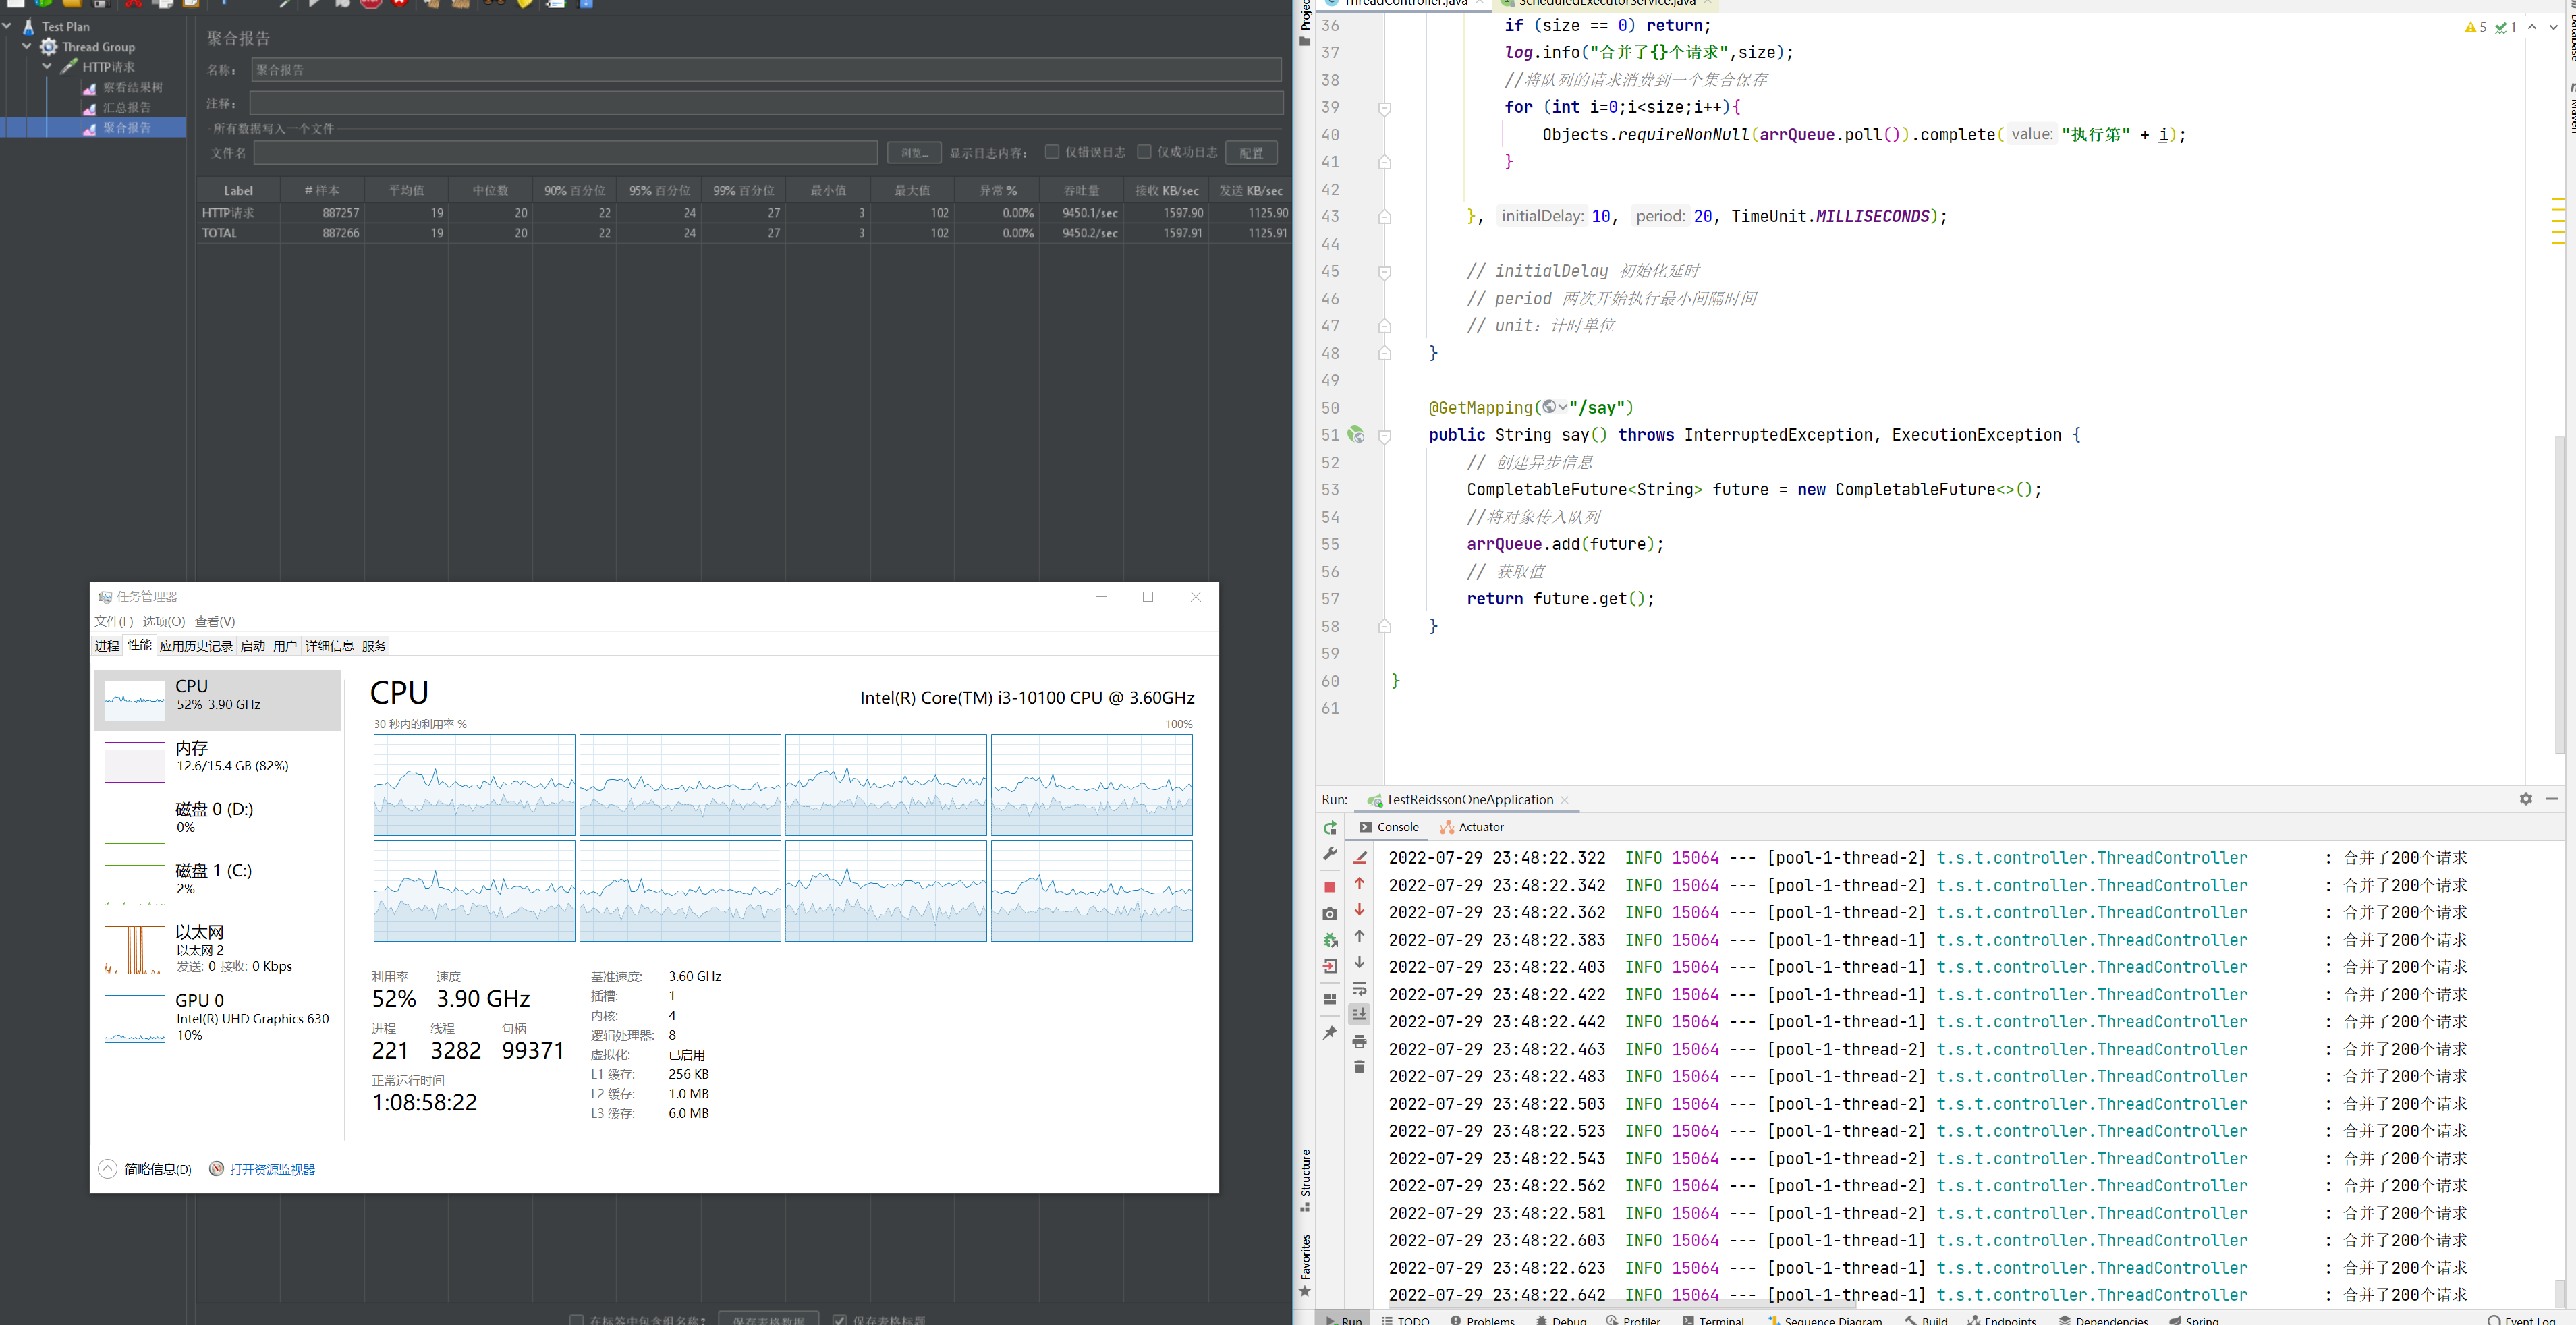 Test Plan
Thread Group
HTTP请求
察看结果树
汇总报告
聚合报告
聚合报告
名称： 聚合报告
注释：
所有数据写入一个文件
文件名 浏览... 显示日志内容： 仅错误日志 仅成功日志 配置
Label # 样本 平均值 中位数 90% 百分位 95% 百分位 99% 百分位 最小值 最大值 异常 % 吞吐量 接收 KB/sec 发送 KB/sec
HTTP请求 887257 19 20 22 24 27 3 102 0.00% 9450.1/sec 1597.90 1125.90
TOTAL 887266 19 20 22 24 27 3 102 0.00% 9450.2/sec 1597.91 1125.91
任务管理器
文件(F) 选项(O) 查看(V)
进程 性能 应用历史记录 启动 用户 详细信息 服务
CPU
52% 3.90 GHz
内存
12.6/15.4 GB (82%)
磁盘 0 (D:)
0%
磁盘 1 (C:)
2%
以太网
以太网 2
发送: 0 接收: 0 Kbps
GPU 0
Intel(R) UHD Graphics 630
10%
CPU Intel(R) Core(TM) i3-10100 CPU @ 3.60GHz
30 秒内的利用率 % 100%
利用率 速度
52% 3.90 GHz
进程 线程 句柄
221 3282 99371
正常运行时间
1:08:58:22
基准速度: 3.60 GHz
插槽: 1
内核: 4
逻辑处理器: 8
虚拟化: 已启用
L1 缓存: 256 KB
L2 缓存: 1.0 MB
L3 缓存: 6.0 MB
简略信息(D) 打开资源监视器
在标签中包含组名称? 保存表格数据 保存表格标题
ThreadController.java ScheduledExecutorService.java
Project
Database
Maven
5 1
36 if (size == 0) return;
37 log.info("合并了{}个请求",size);
38 //将队列的请求消费到一个集合保存
39 for (int i=0;i<size;i++){
40 Objects.requireNonNull(arrQueue.poll()).complete( value: "执行第" + i);
41 }
42
43 }, initialDelay: 10, period: 20, TimeUnit.MILLISECONDS);
44
45 // initialDelay 初始化延时
46 // period 两次开始执行最小间隔时间
47 // unit：计时单位
48 }
49
50 @GetMapping("/say")
51 public String say() throws InterruptedException, ExecutionException {
52 // 创建异步信息
53 CompletableFuture<String> future = new CompletableFuture<>();
54 //将对象传入队列
55 arrQueue.add(future);
56 // 获取值
57 return future.get();
58 }
59
60 }
61
Run: TestReidssonOneApplication
Console Actuator
2022-07-29 23:48:22.322 INFO 15064 --- [pool-1-thread-2] t.s.t.controller.ThreadController : 合并了200个请求
2022-07-29 23:48:22.342 INFO 15064 --- [pool-1-thread-2] t.s.t.controller.ThreadController : 合并了200个请求
2022-07-29 23:48:22.362 INFO 15064 --- [pool-1-thread-2] t.s.t.controller.ThreadController : 合并了200个请求
2022-07-29 23:48:22.383 INFO 15064 --- [pool-1-thread-1] t.s.t.controller.ThreadController : 合并了200个请求
2022-07-29 23:48:22.403 INFO 15064 --- [pool-1-thread-1] t.s.t.controller.ThreadController : 合并了200个请求
2022-07-29 23:48:22.422 INFO 15064 --- [pool-1-thread-1] t.s.t.controller.ThreadController : 合并了200个请求
2022-07-29 23:48:22.442 INFO 15064 --- [pool-1-thread-1] t.s.t.controller.ThreadController : 合并了200个请求
2022-07-29 23:48:22.463 INFO 15064 --- [pool-1-thread-2] t.s.t.controller.ThreadController : 合并了200个请求
2022-07-29 23:48:22.483 INFO 15064 --- [pool-1-thread-2] t.s.t.controller.ThreadController : 合并了200个请求
2022-07-29 23:48:22.503 INFO 15064 --- [pool-1-thread-2] t.s.t.controller.ThreadController : 合并了200个请求
2022-07-29 23:48:22.523 INFO 15064 --- [pool-1-thread-2] t.s.t.controller.ThreadController : 合并了200个请求
2022-07-29 23:48:22.543 INFO 15064 --- [pool-1-thread-2] t.s.t.controller.ThreadController : 合并了200个请求
2022-07-29 23:48:22.562 INFO 15064 --- [pool-1-thread-2] t.s.t.controller.ThreadController : 合并了200个请求
2022-07-29 23:48:22.581 INFO 15064 --- [pool-1-thread-2] t.s.t.controller.ThreadController : 合并了200个请求
2022-07-29 23:48:22.603 INFO 15064 --- [pool-1-thread-1] t.s.t.controller.ThreadController : 合并了200个请求
2022-07-29 23:48:22.623 INFO 15064 --- [pool-1-thread-1] t.s.t.controller.ThreadController : 合并了200个请求
2022-07-29 23:48:22.642 INFO 15064 --- [pool-1-thread-1] t.s.t.controller.ThreadController : 合并了200个请求
Structure
Favorites
Run TODO Problems Debug Profiler Terminal Sequence Diagram Build Endpoints Dependencies Spring Event Log